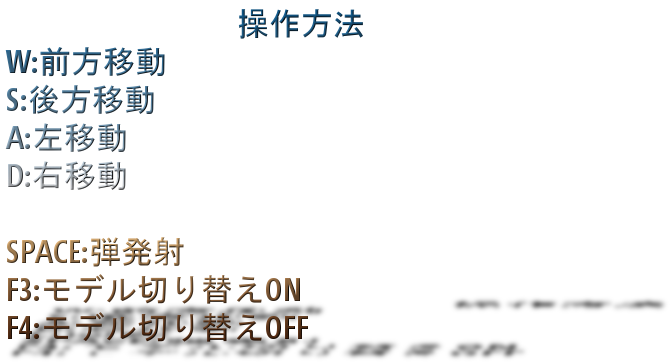 操作方法
W:前方移動
S:後方移動
A:左移動
D:右移動
SPACE:弾発射
F3:モデル切り替えON
F4:モデル切り替えOFF